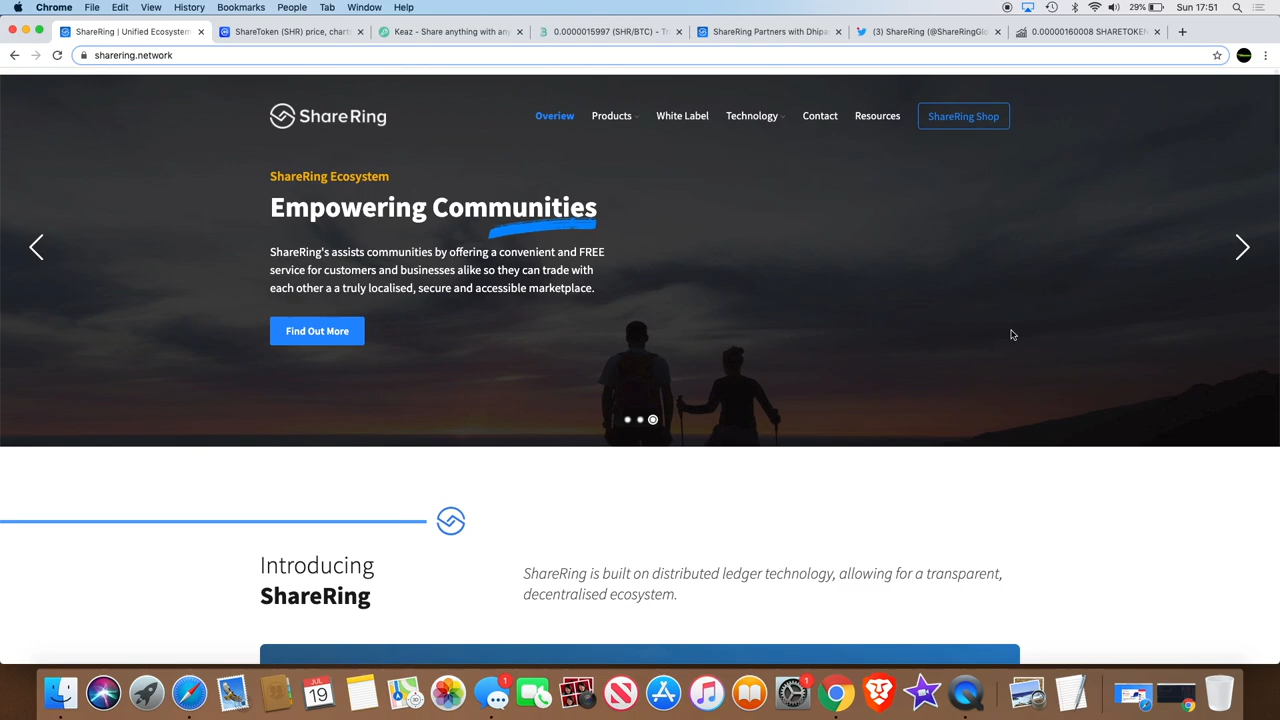 Chrome File Edit View History Bookmarks People Tab Window Help 29% Sun 17:51
ShareRing | Unified Ecosystem
ShareToken (SHR) price, chart
Keaz - Share anything with any
0.0000015997 (SHR/BTC) - Tr
ShareRing Partners with Dhipa
(3) ShareRing (@ShareRingGlo
0.00000160008 SHARETOKEN
sharering.network
ShareRing
Overiew Products White Label Technology Contact Resources ShareRing Shop
ShareRing Ecosystem
Empowering Communities
ShareRing's assists communities by offering a convenient and FREE
service for customers and businesses alike so they can trade with
each other a a truly localised, secure and accessible marketplace.
Find Out More
Introducing
ShareRing
ShareRing is built on distributed ledger technology, allowing for a transparent,
decentralised ecosystem.
JUL
19
1
1